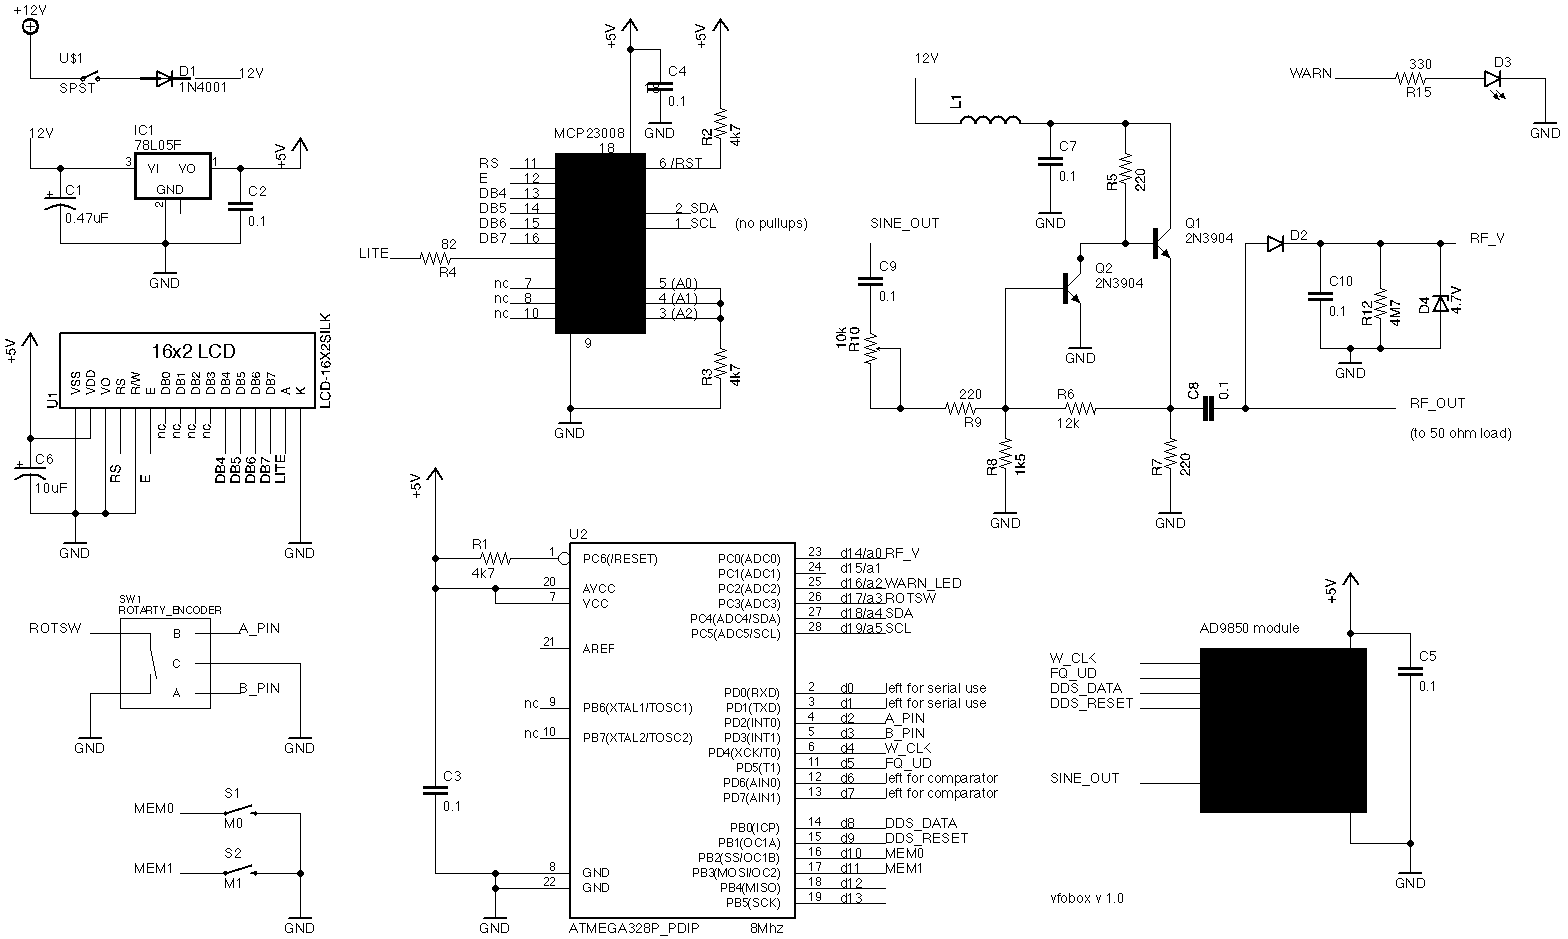 +12V
U$1
SPST
D1
1N4001
12V
12V
IC1
78L05F
3
VI
VO
1
GND
2
+5V
+
C1
0.47uF
C2
0.1
GND
+5V
16x2 LCD
LCD-16X2SILK
U1
VSS
VDD
VO
RS
R/W
E
DB0
DB1
DB2
DB3
DB4
DB5
DB6
DB7
A
K
nc
nc
nc
nc
RS
E
DB4
DB5
DB6
DB7
LITE
+
C6
10uF
GND
GND
SW1
ROTARTY_ENCODER
ROTSW
B
A_PIN
C
A
B_PIN
GND
GND
MEM0
S1
M0
MEM1
S2
M1
GND
+5V
+5V
C4
18
0.1
GND
R2
4k7
MCP23008
18
RS 11
E 12
DB4 13
DB5 14
DB6 15
DB7 16
6 /RST
2 SDA
1 SCL
(no pullups)
LITE
82
R4
nc 7
nc 8
nc 10
5 (A0)
4 (A1)
3 (A2)
9
R3
4k7
GND
+5V
R1
4k7
C3
0.1
GND
U2
1 PC6(/RESET)
20 AVCC
7 VCC
21 AREF
nc 9 PB6(XTAL1/TOSC1)
nc 10 PB7(XTAL2/TOSC2)
8 GND
22 GND
PC0(ADC0) 23 d14/a0 RF_V
PC1(ADC1) 24 d15/a1
PC2(ADC2) 25 d16/a2 WARN_LED
PC3(ADC3) 26 d17/a3 ROTSW
PC4(ADC4/SDA) 27 d18/a4 SDA
PC5(ADC5/SCL) 28 d19/a5 SCL
PD0(RXD) 2 d0 left for serial use
PD1(TXD) 3 d1 left for serial use
PD2(INT0) 4 d2 A_PIN
PD3(INT1) 5 d3 B_PIN
PD4(XCK/T0) 6 d4 W_CLK
PD5(T1) 11 d5 FQ_UD
PD6(AIN0) 12 d6 left for comparator
PD7(AIN1) 13 d7 left for comparator
PB0(ICP) 14 d8 DDS_DATA
PB1(OC1A) 15 d9 DDS_RESET
PB2(SS/OC1B) 16 d10 MEM0
PB3(MOSI/OC2) 17 d11 MEM1
PB4(MISO) 18 d12
PB5(SCK) 19 d13
ATMEGA328P_PDIP
8Mhz
12V
L1
C7
0.1
GND
R5
220
Q1
2N3904
Q2
2N3904
GND
SINE_OUT
C9
0.1
10k
R10
220
R9
R6
12k
R8
1k5
GND
R7
220
GND
C8
0.1
D2
C10
0.1
R12
4M7
D4
4.7V
GND
RF_V
RF_OUT
(to 50 ohm load)
WARN
330
R15
D3
GND
+5V
AD9850 module
W_CLK
FQ_UD
DDS_DATA
DDS_RESET
SINE_OUT
C5
0.1
GND
vfobox v 1.0